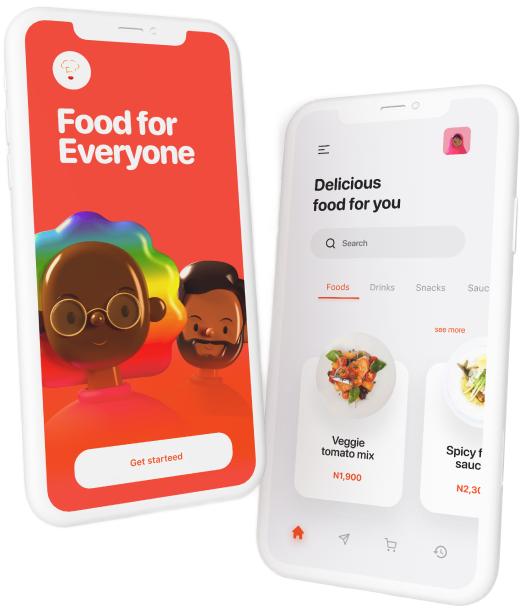 Food for
Everyone
Get starteed
Delicious
food for you
Search
Foods
Drinks
Snacks
Sauc
see more
Veggie
tomato mix
N1,900
Spicy f
sauc
N2,3